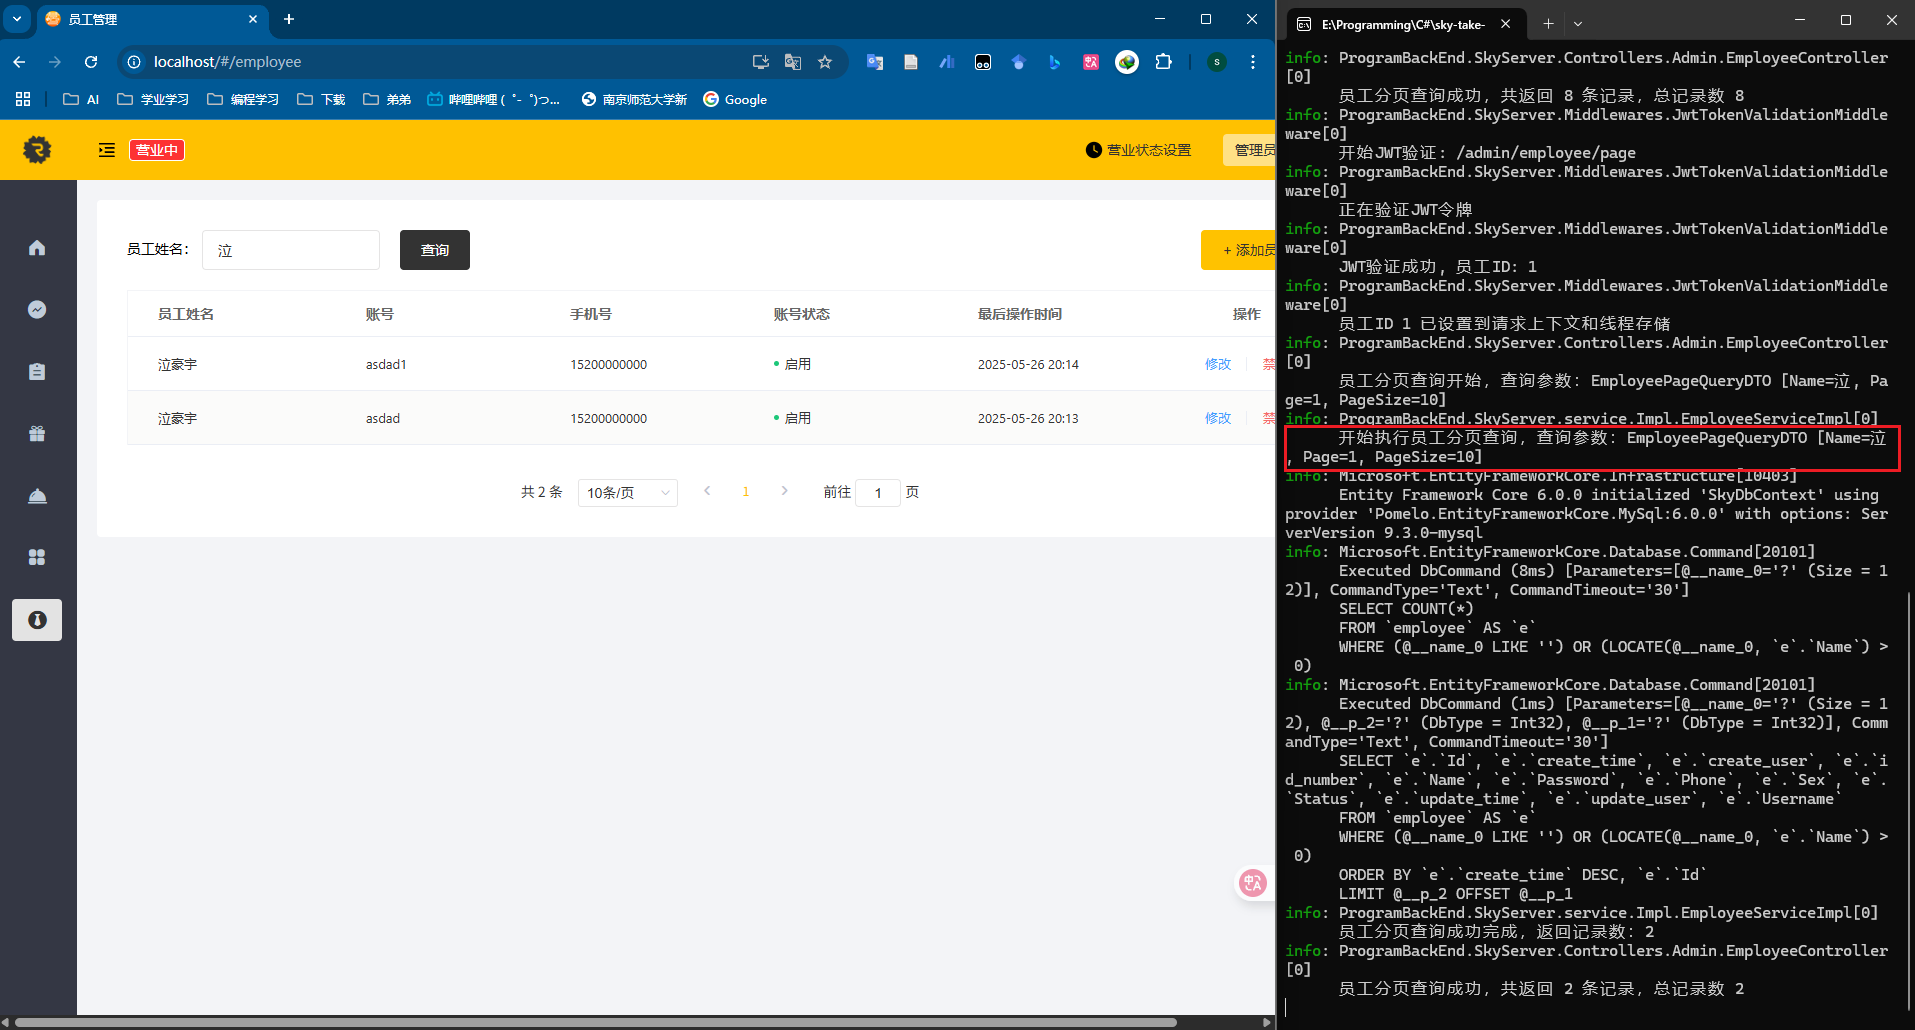 员工管理
localhost/#/employee
AI
学业学习
编程学习
下载
弟弟
哔哩哔哩 (゜-゜)つ...
南京师范大学新
Google
营业中
营业状态设置
管理员
员工姓名：
泣
查询
+ 添加员
员工姓名 账号 手机号 账号状态 最后操作时间 操作
泣豪宇 asdad1 15200000000 启用 2025-05-26 20:14 修改 禁
泣豪宇 asdad 15200000000 启用 2025-05-26 20:13 修改 禁
共 2 条 10条/页 1 前往 1 页
E:\Programming\C#\sky-take-
info: ProgramBackEnd.SkyServer.Controllers.Admin.EmployeeController
[0]
员工分页查询成功，共返回 8 条记录，总记录数 8
info: ProgramBackEnd.SkyServer.Middlewares.JwtTokenValidationMiddle
ware[0]
开始JWT验证: /admin/employee/page
info: ProgramBackEnd.SkyServer.Middlewares.JwtTokenValidationMiddle
ware[0]
正在验证JWT令牌
info: ProgramBackEnd.SkyServer.Middlewares.JwtTokenValidationMiddle
ware[0]
JWT验证成功，员工ID: 1
info: ProgramBackEnd.SkyServer.Middlewares.JwtTokenValidationMiddle
ware[0]
员工ID 1 已设置到请求上下文和线程存储
info: ProgramBackEnd.SkyServer.Controllers.Admin.EmployeeController
[0]
员工分页查询开始，查询参数: EmployeePageQueryDTO [Name=泣, Pa
ge=1, PageSize=10]
info: ProgramBackEnd.SkyServer.service.Impl.EmployeeServiceImpl[0]
开始执行员工分页查询，查询参数: EmployeePageQueryDTO [Name=泣
, Page=1, PageSize=10]
info: Microsoft.EntityFrameworkCore.Infrastructure[10403]
Entity Framework Core 6.0.0 initialized 'SkyDbContext' using
provider 'Pomelo.EntityFrameworkCore.MySql:6.0.0' with options: Ser
verVersion 9.3.0-mysql
info: Microsoft.EntityFrameworkCore.Database.Command[20101]
Executed DbCommand (8ms) [Parameters=[@__name_0='?' (Size = 1
2)], CommandType='Text', CommandTimeout='30']
SELECT COUNT(*)
FROM `employee` AS `e`
WHERE (@__name_0 LIKE '') OR (LOCATE(@__name_0, `e`.`Name`) >
0)
info: Microsoft.EntityFrameworkCore.Database.Command[20101]
Executed DbCommand (1ms) [Parameters=[@__name_0='?' (Size = 1
2), @__p_2='?' (DbType = Int32), @__p_1='?' (DbType = Int32)], Comm
andType='Text', CommandTimeout='30']
SELECT `e`.`Id`, `e`.`create_time`, `e`.`create_user`, `e`.`i
d_number`, `e`.`Name`, `e`.`Password`, `e`.`Phone`, `e`.`Sex`, `e`.
`Status`, `e`.`update_time`, `e`.`update_user`, `e`.`Username`
FROM `employee` AS `e`
WHERE (@__name_0 LIKE '') OR (LOCATE(@__name_0, `e`.`Name`) >
0)
ORDER BY `e`.`create_time` DESC, `e`.`Id`
LIMIT @__p_2 OFFSET @__p_1
info: ProgramBackEnd.SkyServer.service.Impl.EmployeeServiceImpl[0]
员工分页查询成功完成，返回记录数: 2
info: ProgramBackEnd.SkyServer.Controllers.Admin.EmployeeController
[0]
员工分页查询成功，共返回 2 条记录，总记录数 2